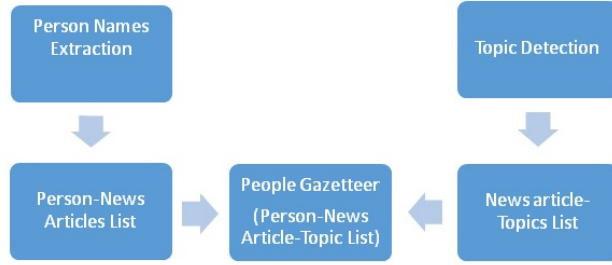 Person Names
Extraction
Topic Detection
Person-News
Articles List
People Gazetteer
(Person-News
Article-Topic List)
News article-
Topics List